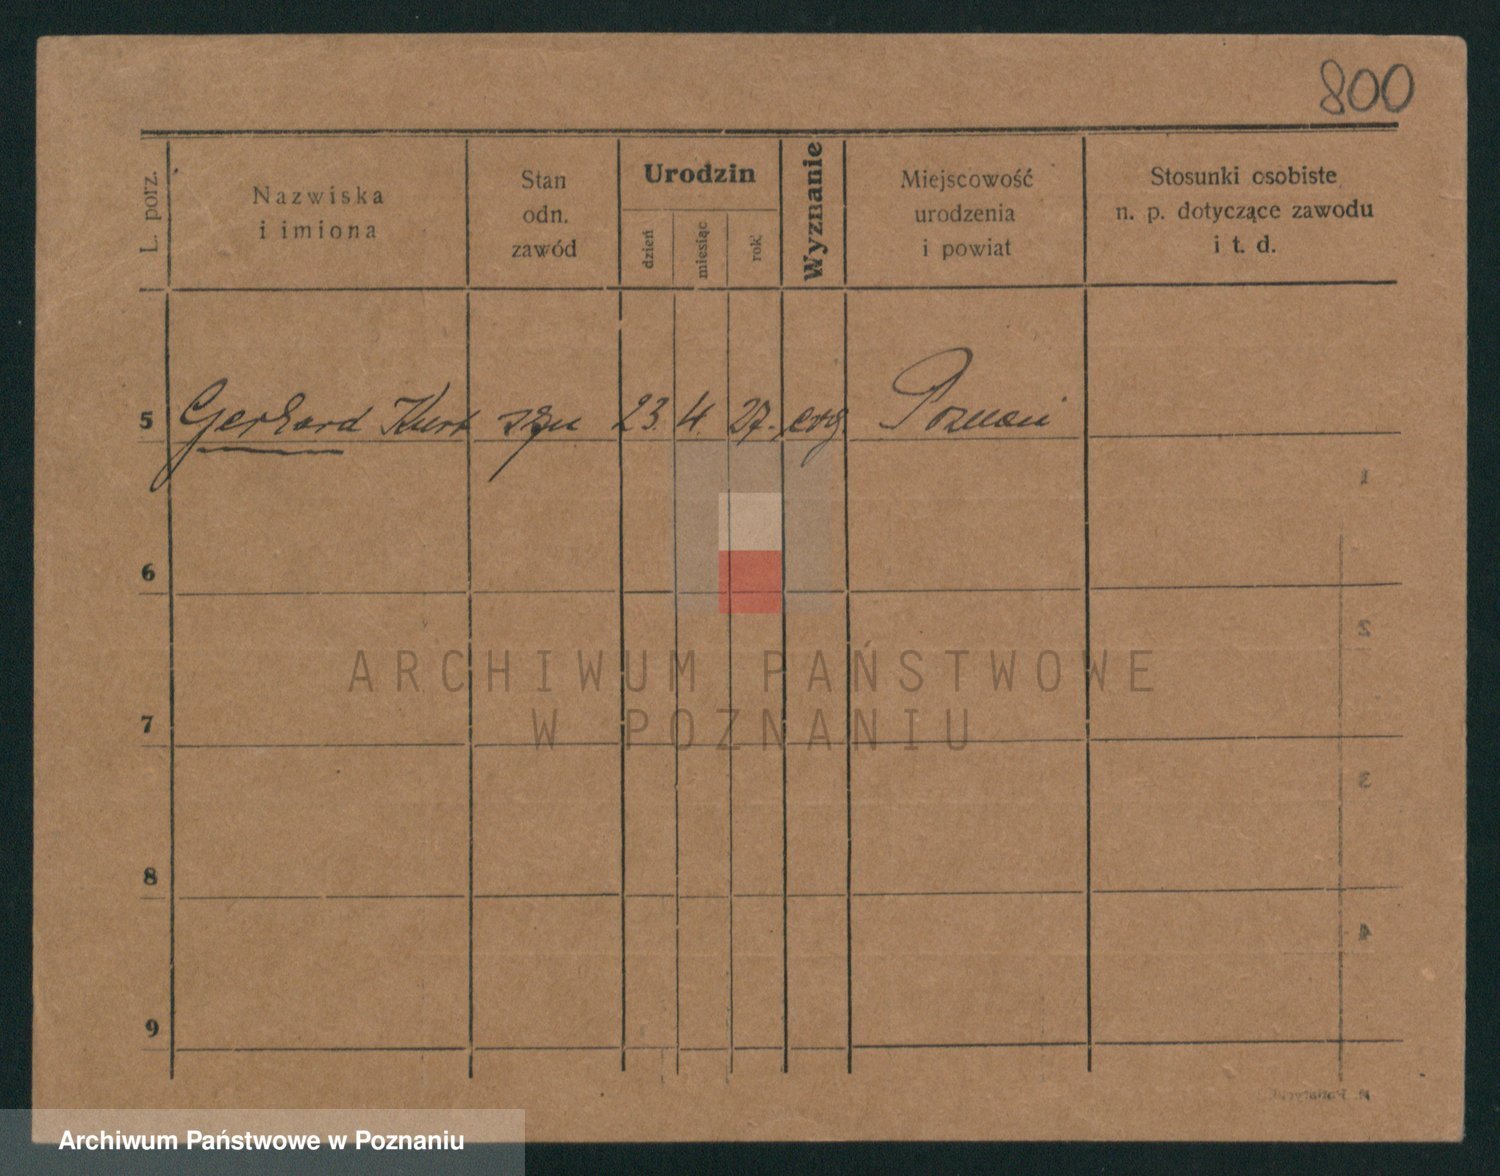 800
L. porz.
Nazwiska
i imiona
Stan
odn.
zawód
Urodzin
dzień
miesiąc
rok
Wyznanie
Miejscowość
urodzenia
i powiat
Stosunki osobiste
n. p. dotyczące zawodu
i t. d.
5 Gerhard Kurt syn 23. 4. 27. ewg Poznań
1
6
2
ARCHIWUM PAŃSTWOWE
W POZNANIU
7
3
8
4
9
Archiwum Państwowe w Poznaniu